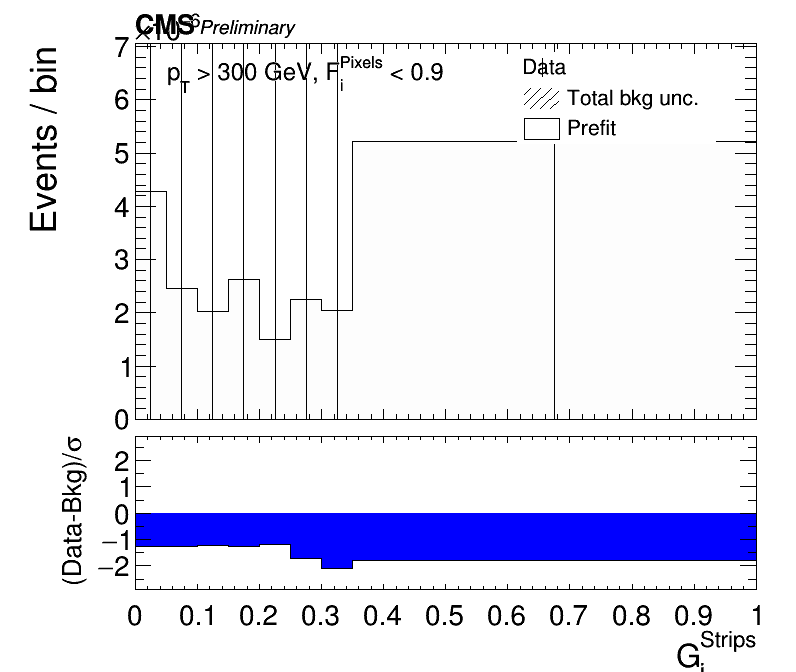 CMS Preliminary
×10⁻⁶
p_T > 300 GeV, F_i^Pixels < 0.9
Data
Total bkg unc.
Prefit
Events / bin
7
6
5
4
3
2
1
0
(Data-Bkg)/σ
2
1
0
−1
−2
0 0.1 0.2 0.3 0.4 0.5 0.6 0.7 0.8 0.9 1
G_i^Strips